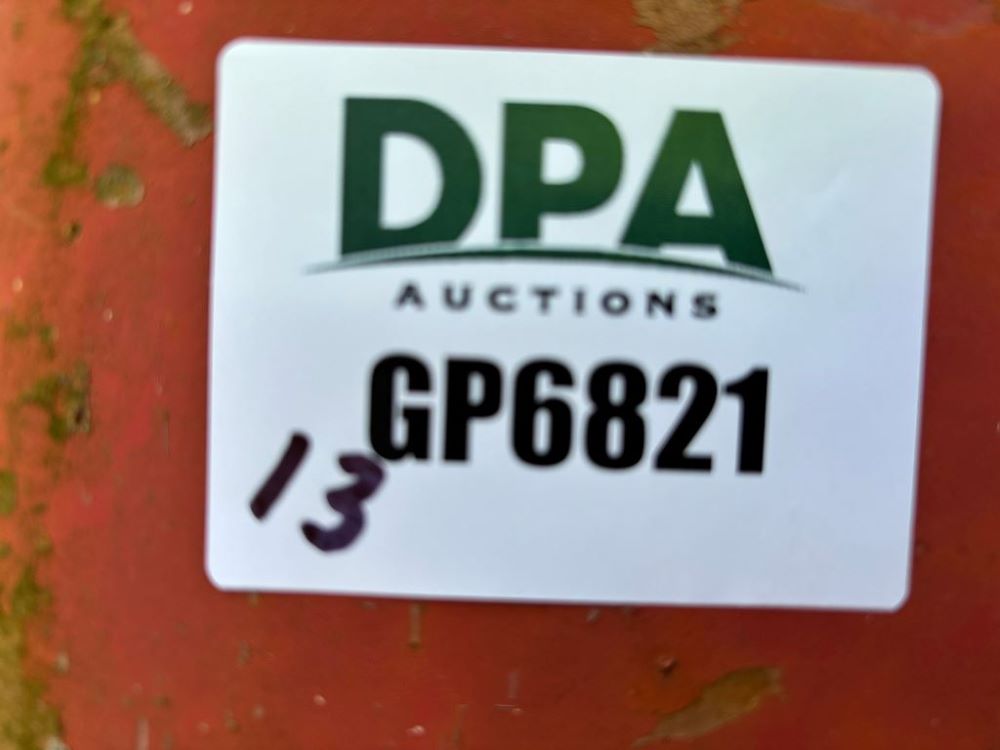 DPA
AUCTIONS
GP6821
13